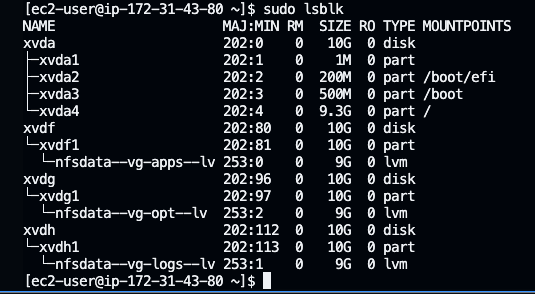 [ec2-user@ip-172-31-43-80 ~]$ sudo lsblk
NAME                      MAJ:MIN RM  SIZE RO TYPE MOUNTPOINTS
xvda                      202:0    0   10G  0 disk
├─xvda1                   202:1    0    1M  0 part
├─xvda2                   202:2    0  200M  0 part /boot/efi
├─xvda3                   202:3    0  500M  0 part /boot
└─xvda4                   202:4    0  9.3G  0 part /
xvdf                      202:80   0   10G  0 disk
└─xvdf1                   202:81   0   10G  0 part
  └─nfsdata--vg-apps--lv  253:0    0    9G  0 lvm
xvdg                      202:96   0   10G  0 disk
└─xvdg1                   202:97   0   10G  0 part
  └─nfsdata--vg-opt--lv   253:2    0    9G  0 lvm
xvdh                      202:112  0   10G  0 disk
└─xvdh1                   202:113  0   10G  0 part
  └─nfsdata--vg-logs--lv  253:1    0    9G  0 lvm
[ec2-user@ip-172-31-43-80 ~]$